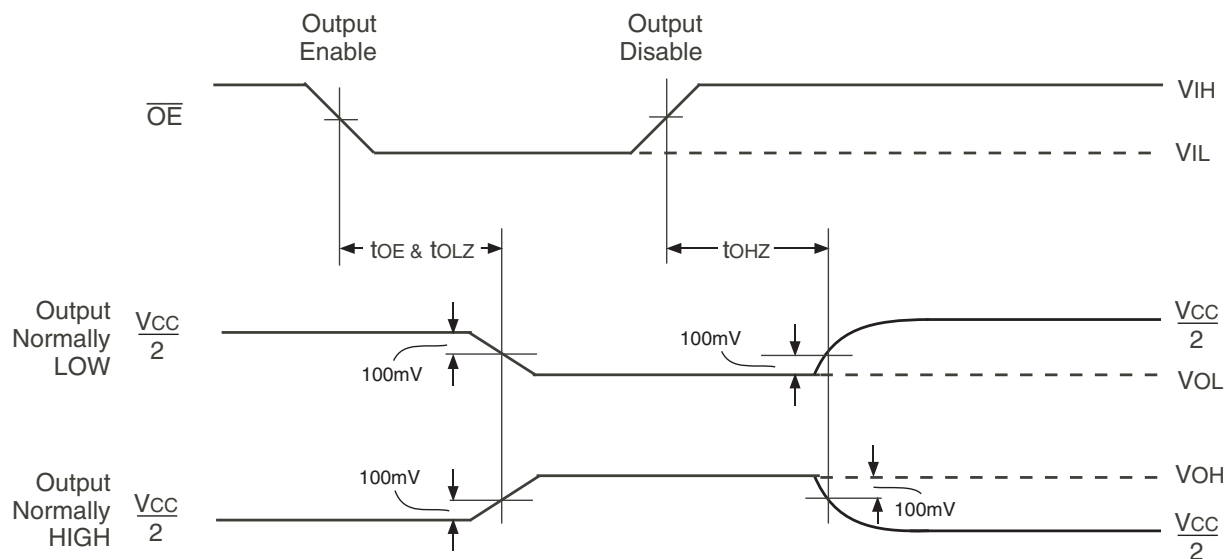 Output
Enable
Output
Disable
OE
VIH
VIL
tOE & tOLZ
tOHZ
Output
Normally
LOW
VCC
2
100mV
100mV
VCC
2
VOL
Output
Normally
HIGH
VCC
2
100mV
VOH
100mV
VCC
2